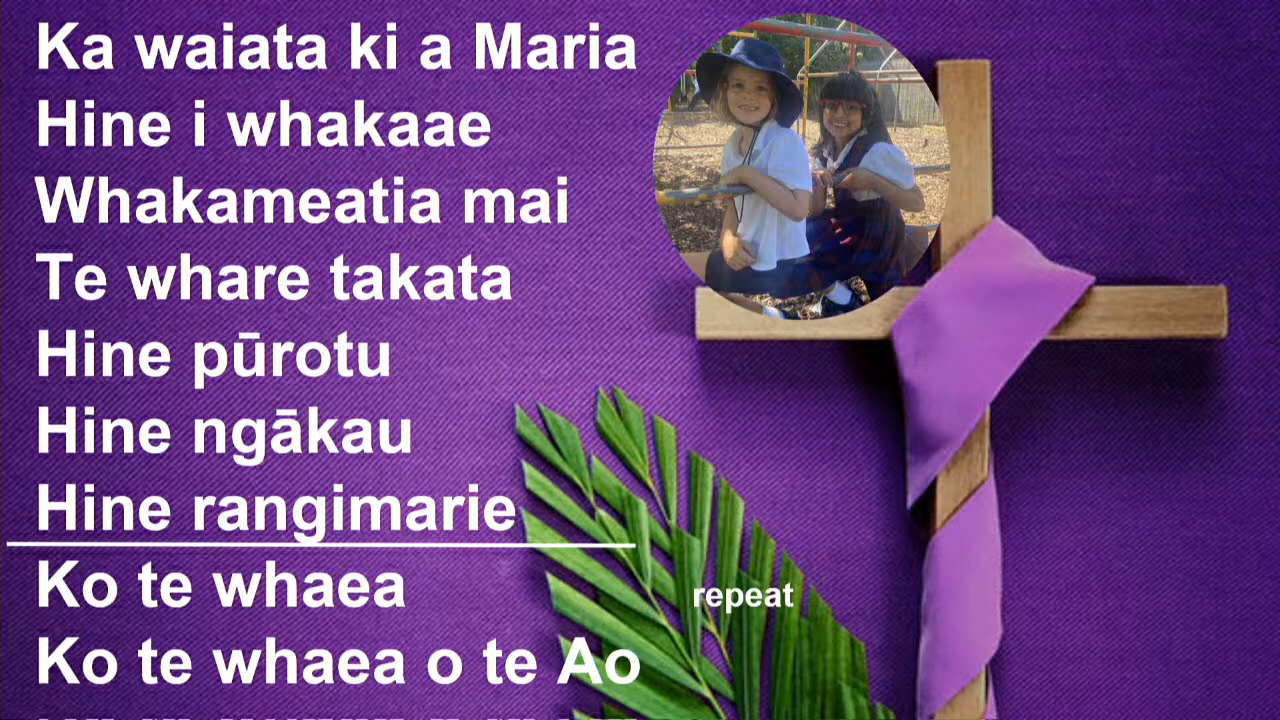 Ka waiata ki a Maria
Hine i whakaae
Whakameatia mai
Te whare takata
Hine pūrotu
Hine ngākau
Hine rangimarie
Ko te whaea
repeat
Ko te whaea o te Ao